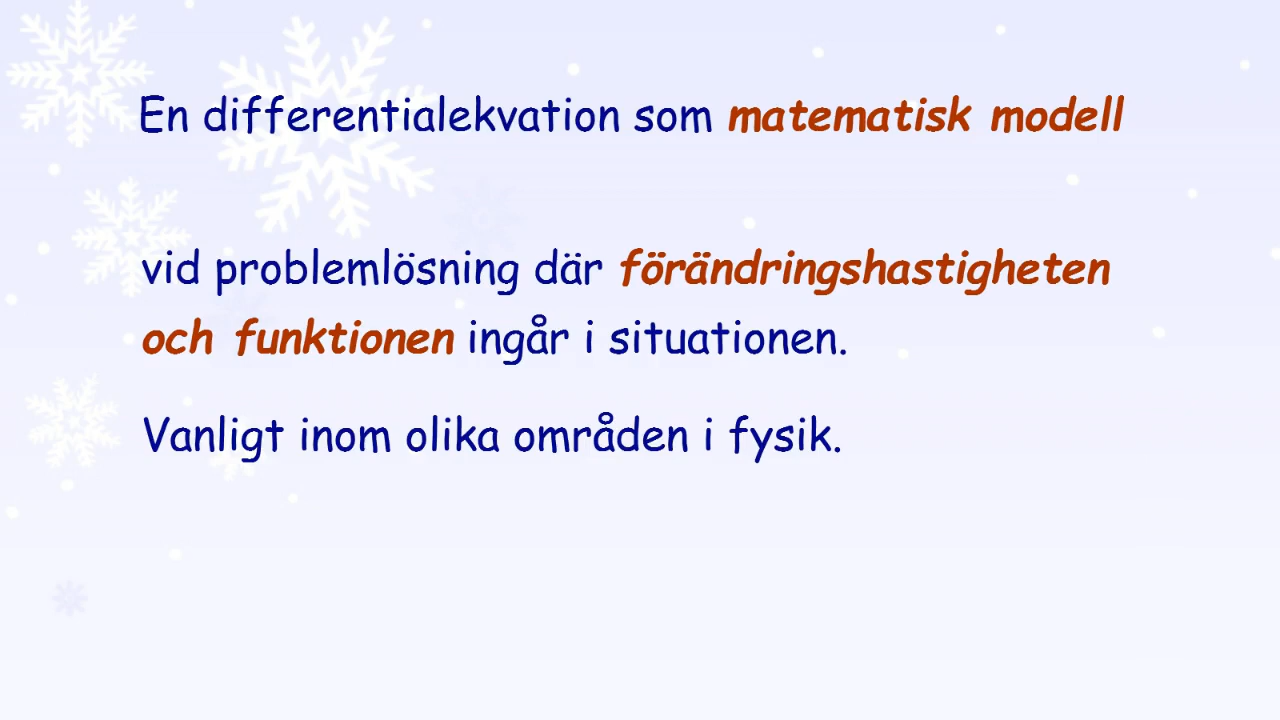 En differentialekvation som matematisk modell
vid problemlösning där förändringshastigheten
och funktionen ingår i situationen.
Vanligt inom olika områden i fysik.